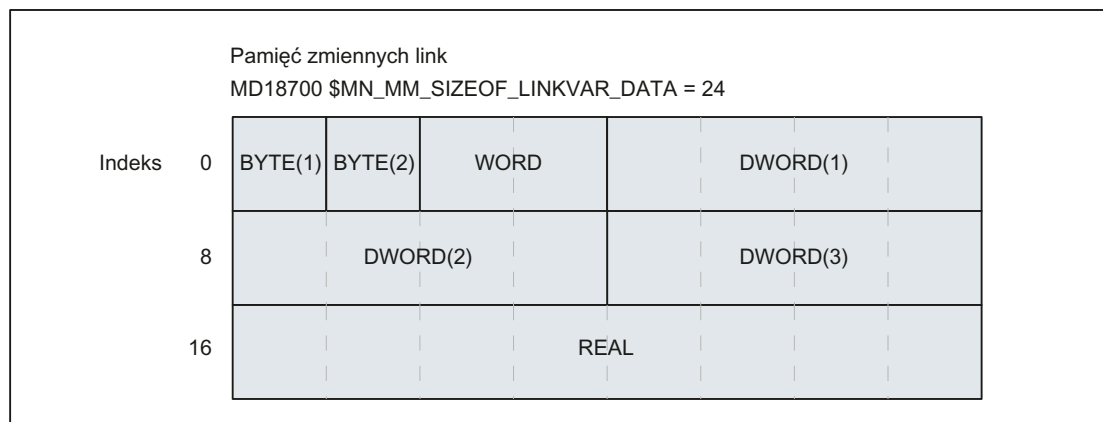 Pamięć zmiennych link
MD18700 $MN_MM_SIZEOF_LINKVAR_DATA = 24
Indeks 0 BYTE(1) BYTE(2) WORD DWORD(1)
8 DWORD(2) DWORD(3)
16 REAL